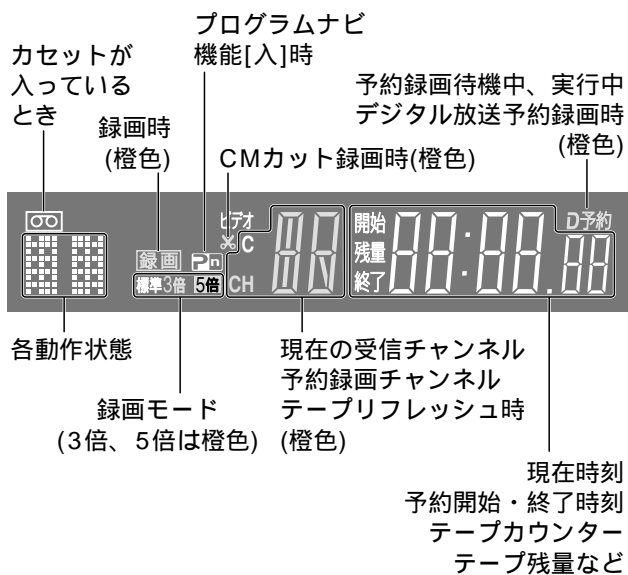 プログラムナビ
機能[入]時
カセットが
入っている
とき
録画時
(橙色)
予約録画待機中、実行中
デジタル放送予約録画時
(橙色)
CMカット録画時(橙色)
ビデオ
C
CH
録画
Pn
標準3倍 5倍
88
開始
残量
終了
88:88.88
D予約
各動作状態
録画モード
(3倍、5倍は橙色)
現在の受信チャンネル
予約録画チャンネル
テープリフレッシュ時
(橙色)
現在時刻
予約開始・終了時刻
テープカウンター
テープ残量など